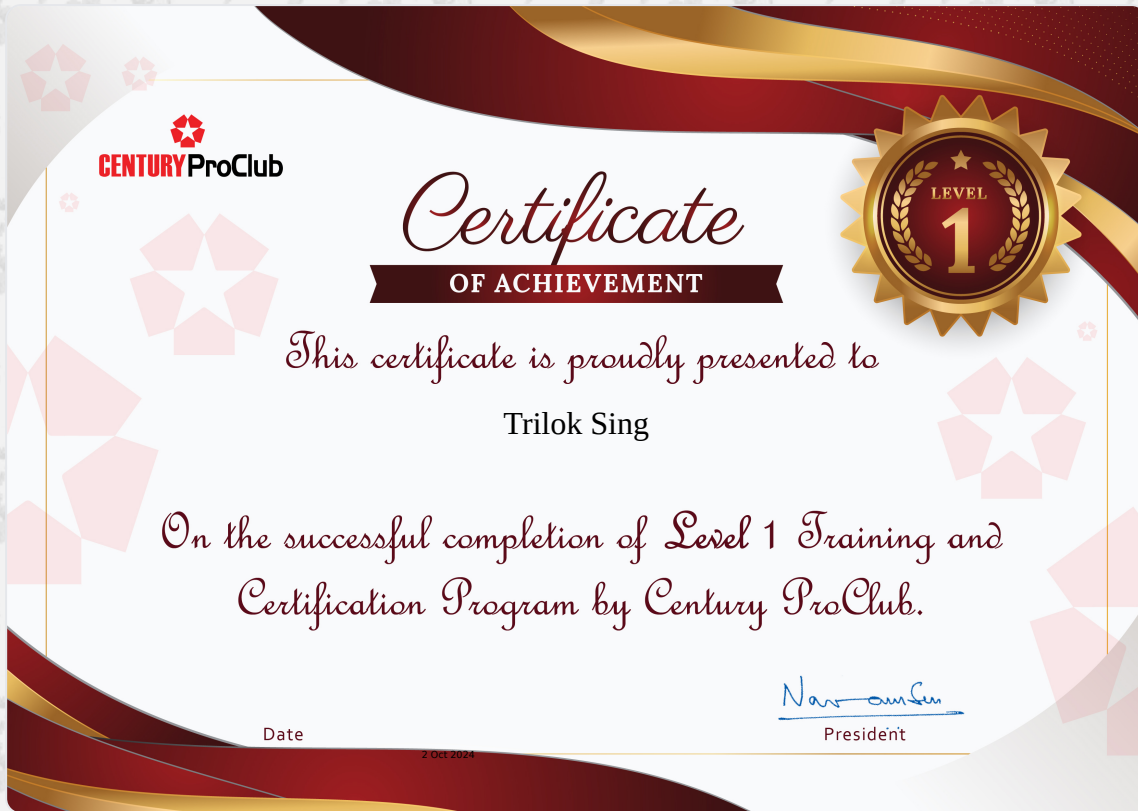 CENTURY ProClub
LEVEL
1
Certificate
OF ACHIEVEMENT
This certificate is proudly presented to
Trilok Sing
On the successful completion of Level 1 Training and
Certification Program by Century ProClub.
Date
President
2 Oct 2024